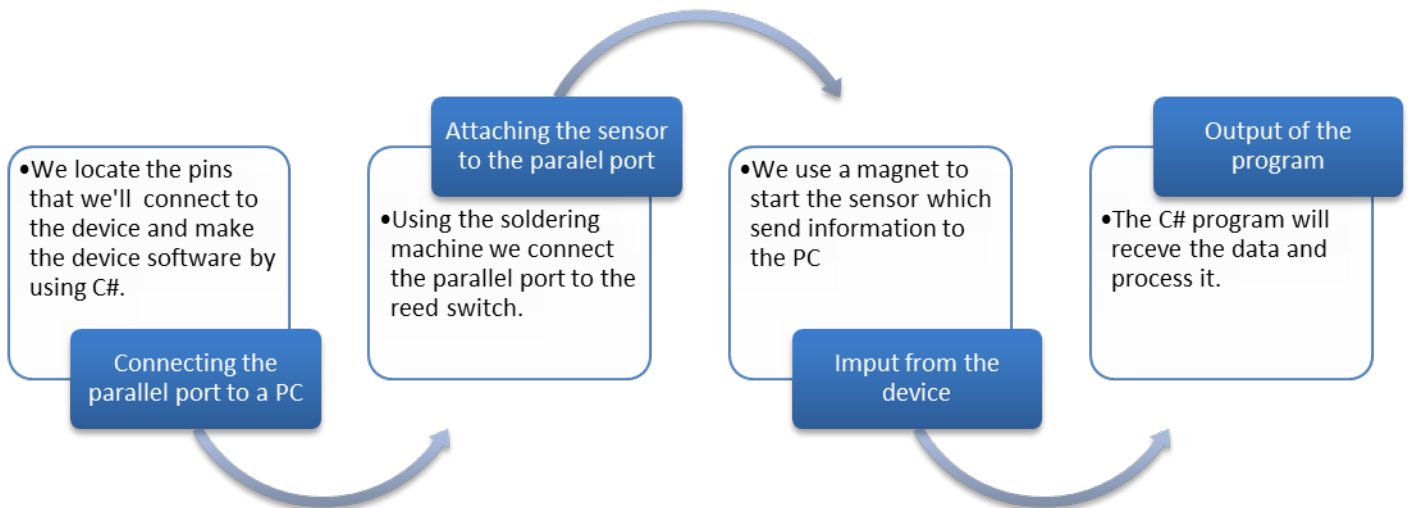 •We locate the pins
that we'll connect to
the device and make
the device software by
using C#.
Connecting the
parallel port to a PC
Attaching the sensor
to the paralel port
•Using the soldering
machine we connect
the parallel port to the
reed switch.
•We use a magnet to
start the sensor which
send information to
the PC
Imput from the
device
Output of the
program
•The C# program will
receve the data and
process it.